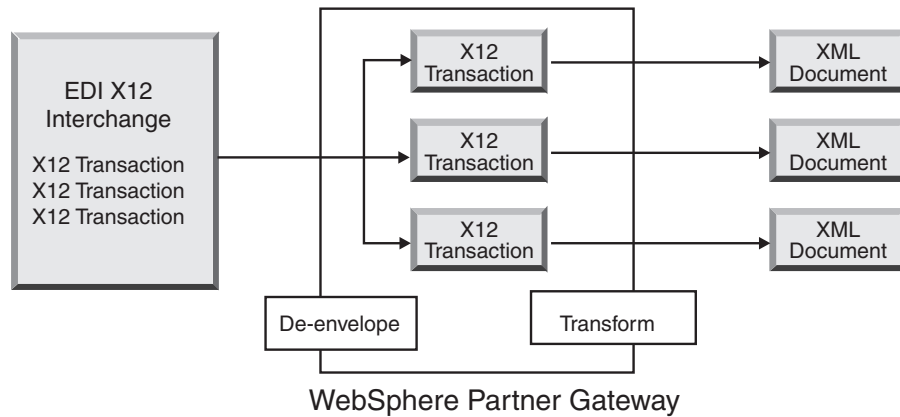 EDI X12
Interchange
X12 Transaction
X12 Transaction
X12 Transaction
X12
Transaction
X12
Transaction
X12
Transaction
XML
Document
XML
Document
XML
Document
De-envelope
Transform
WebSphere Partner Gateway